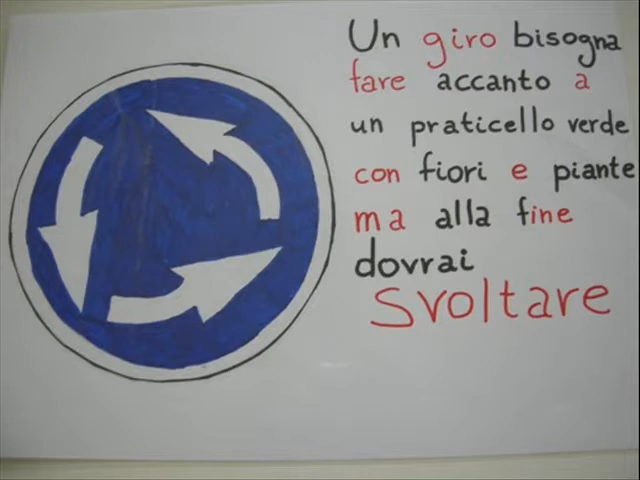 Un giro bisogna
fare accanto a
un praticello verde
con fiori e piante
ma alla fine
dovrai
svoltare